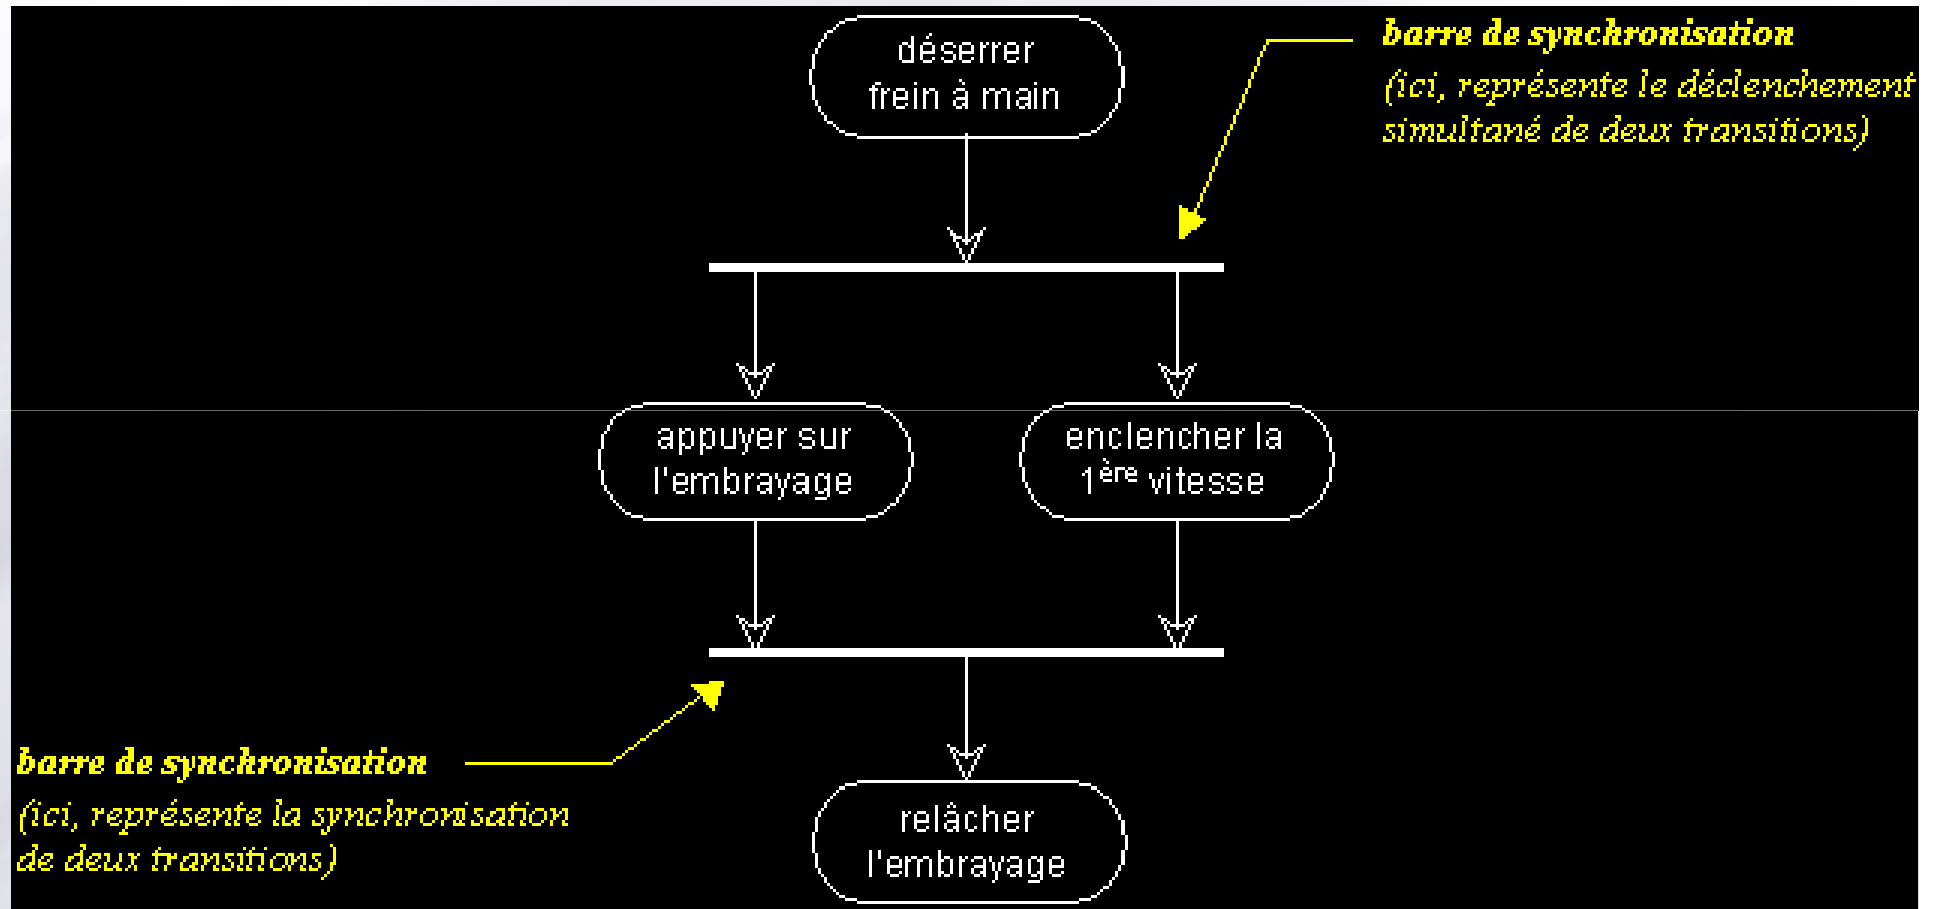 déserrer
frein à main
barre de synchronisation
(ici, représente le déclenchement
simultané de deux transitions)
appuyer sur
l'embrayage
enclencher la
1ère vitesse
barre de synchronisation
(ici, représente la synchronisation
de deux transitions)
relâcher
l'embrayage